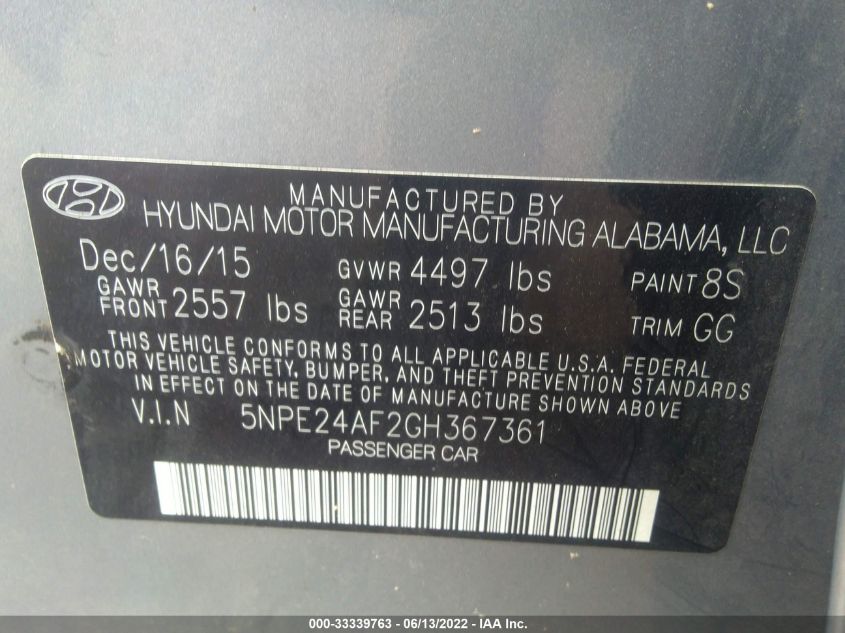 MANUFACTURED BY
HYUNDAI MOTOR MANUFACTURING ALABAMA, LLC
Dec/16/15 GVWR 4497 lbs PAINT 8S
GAWR FRONT 2557 lbs GAWR REAR 2513 lbs TRIM GG
THIS VEHICLE CONFORMS TO ALL APPLICABLE U.S.A. FEDERAL
MOTOR VEHICLE SAFETY, BUMPER, AND THEFT PREVENTION STANDARDS
IN EFFECT ON THE DATE OF MANUFACTURE SHOWN ABOVE
V.I.N 5NPE24AF2GH367361
PASSENGER CAR
000-33339763 - 06/13/2022 - IAA Inc.